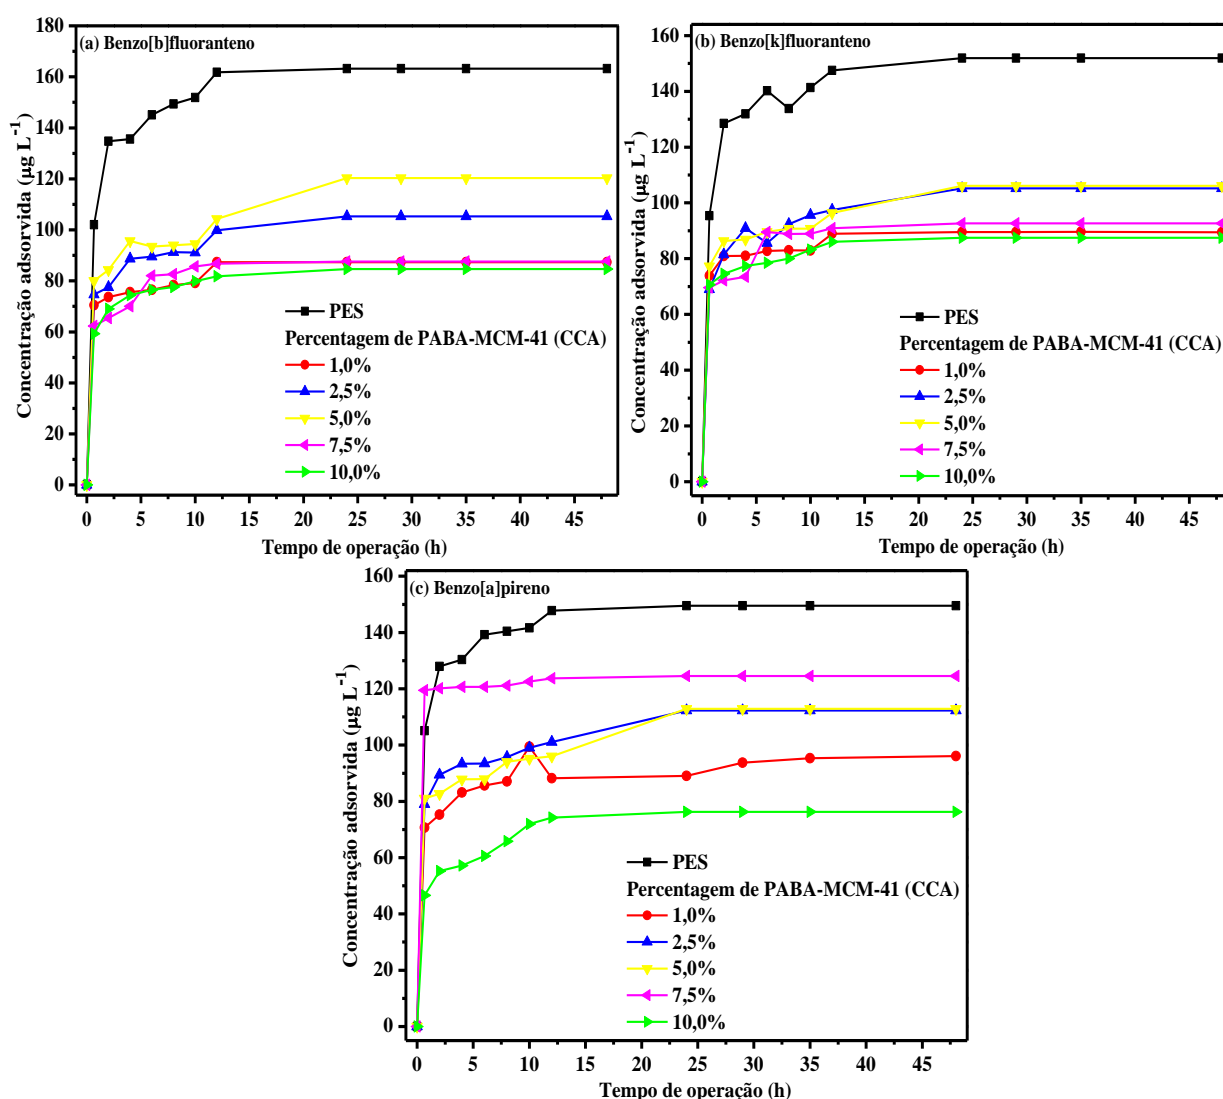 (a) Benzo[b]fluoranteno
Concentração adsorvida (µg L⁻¹)
180
160
140
120
100
80
60
40
20
0
PES
Percentagem de PABA-MCM-41 (CCA)
1,0%
2,5%
5,0%
7,5%
10,0%
0 5 10 15 20 25 30 35 40 45
Tempo de operação (h)
(b) Benzo[k]fluoranteno
Concentração adsorvida (µg L⁻¹)
160
140
120
100
80
60
40
20
0
PES
Percentagem de PABA-MCM-41 (CCA)
1,0%
2,5%
5,0%
7,5%
10,0%
0 5 10 15 20 25 30 35 40 45
Tempo de operação (h)
(c) Benzo[a]pireno
Concentração adsorvida (µg L⁻¹)
160
140
120
100
80
60
40
20
0
PES
Percentagem de PABA-MCM-41 (CCA)
1,0%
2,5%
5,0%
7,5%
10,0%
0 5 10 15 20 25 30 35 40 45
Tempo de operação (h)